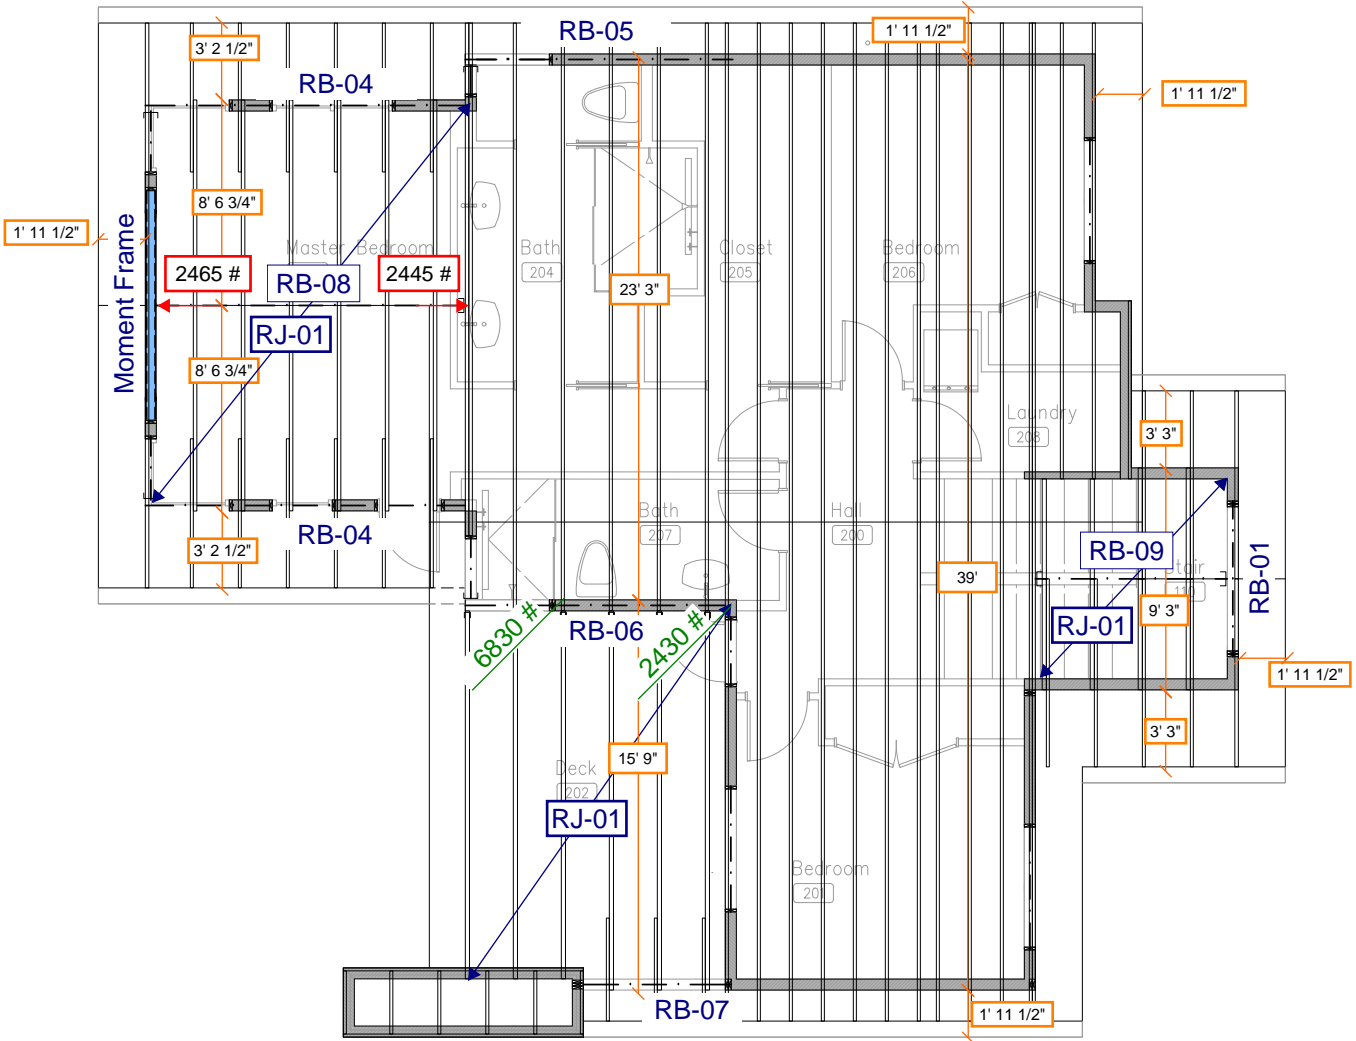 RB-05
1' 11 1/2"
3' 2 1/2"
RB-04
1' 11 1/2"
8' 6 3/4"
1' 11 1/2"
Moment Frame
Master Bedroom
Bath
204
Closet
205
Bedroom
206
2465 #
2445 #
RB-08
23' 3"
RJ-01
8' 6 3/4"
Laundry
208
3' 3"
Bath
207
Hall
200
RB-04
3' 2 1/2"
RB-09
Stair
110
RB-01
39'
9' 3"
RJ-01
6830 #
RB-06
2430 #
1' 11 1/2"
3' 3"
15' 9"
Deck
202
RJ-01
Bedroom
201
RB-07
1' 11 1/2"